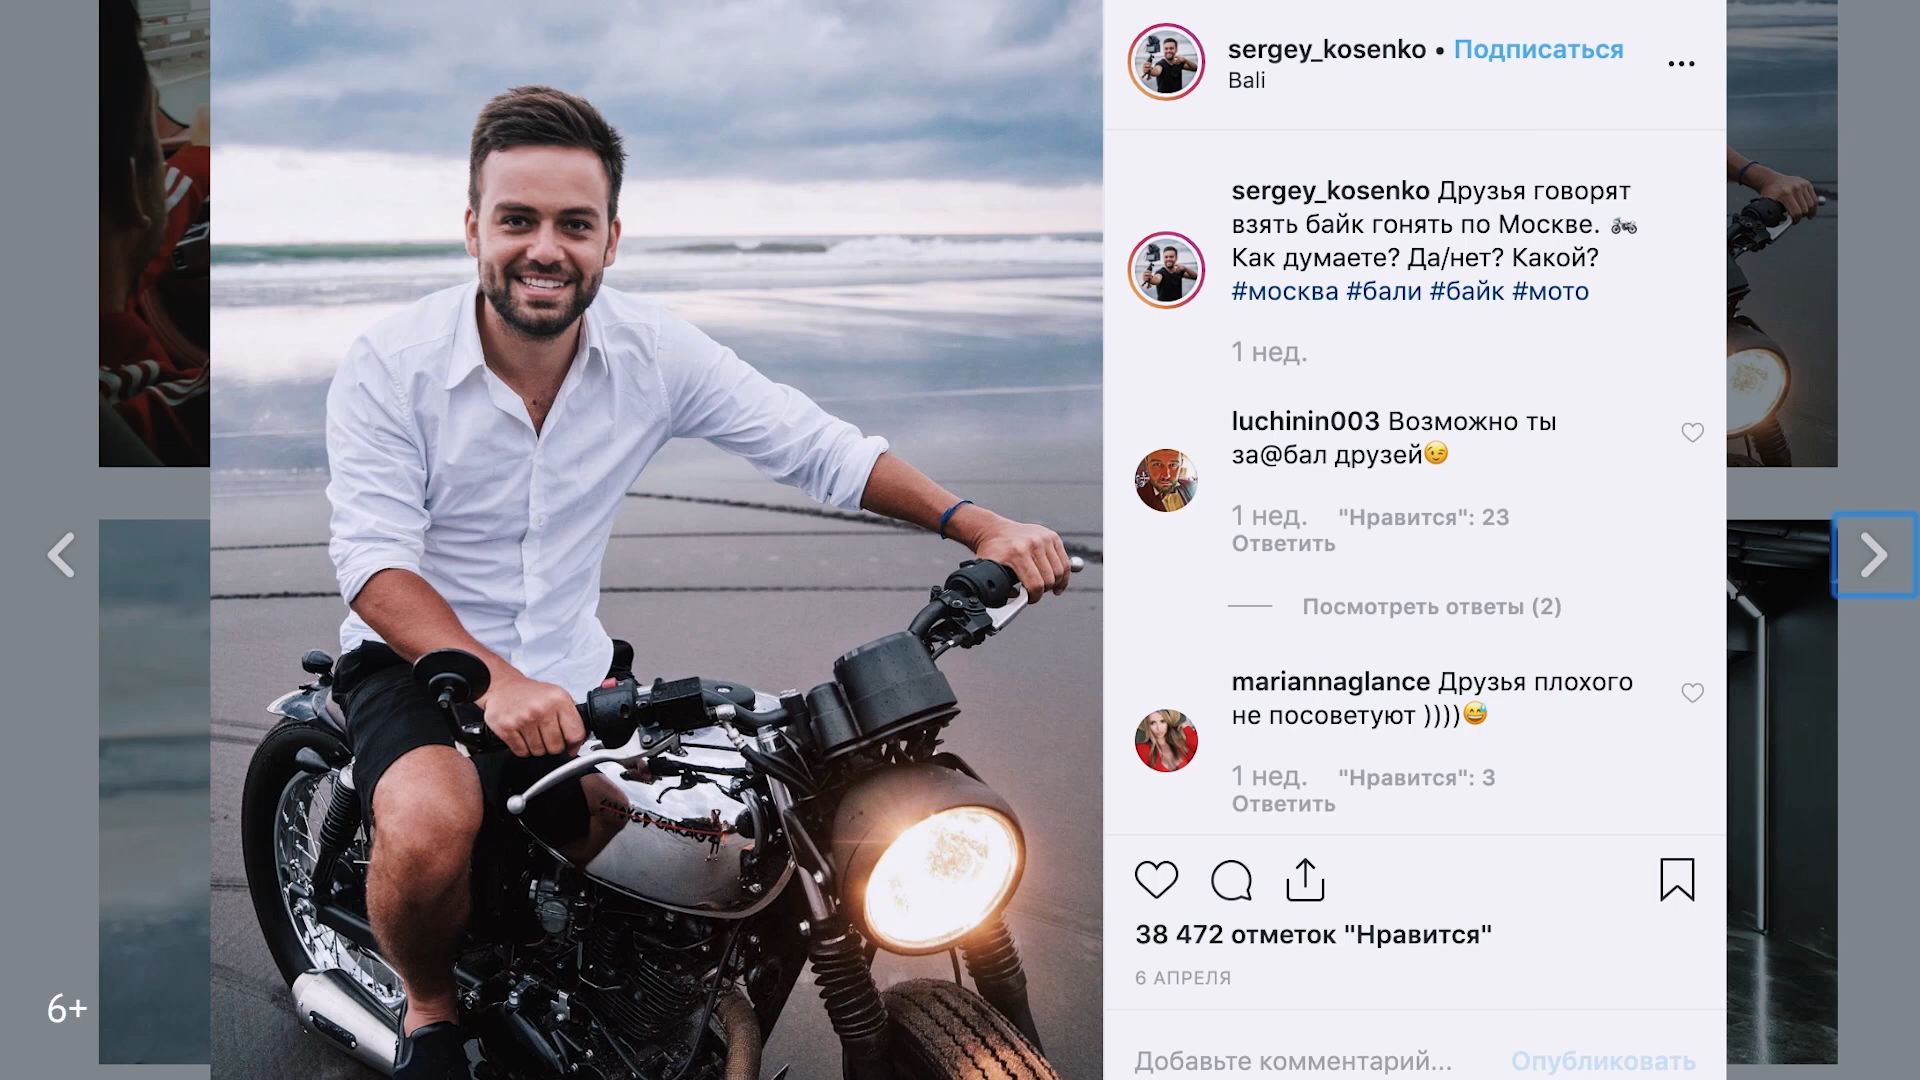 sergey_kosenko • Подписаться
Bali
sergey_kosenko Друзья говорят
взять байк гонять по Москве. 🏍
Как думаете? Да/нет? Какой?
#москва #бали #байк #мото
1 нед.
luchinin003 Возможно ты
за@бал друзей😉
1 нед. "Нравится": 23
Ответить
Посмотреть ответы (2)
mariannaglance Друзья плохого
не посоветуют ))))😅
1 нед. "Нравится": 3
Ответить
38 472 отметок "Нравится"
6 АПРЕЛЯ
Добавьте комментарий... Опубликовать
6+